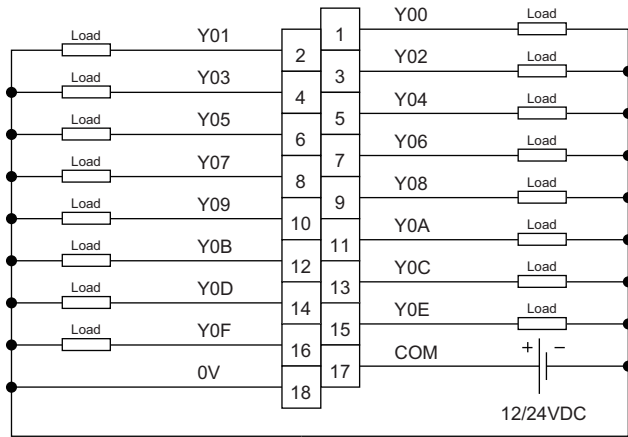 1 Y00 Load
Load Y01 2
3 Y02 Load
Load Y03 4
5 Y04 Load
Load Y05 6
7 Y06 Load
Load Y07 8
9 Y08 Load
Load Y09 10
11 Y0A Load
Load Y0B 12
13 Y0C Load
Load Y0D 14
15 Y0E Load
Load Y0F 16
17 COM + −
0V 18
12/24VDC